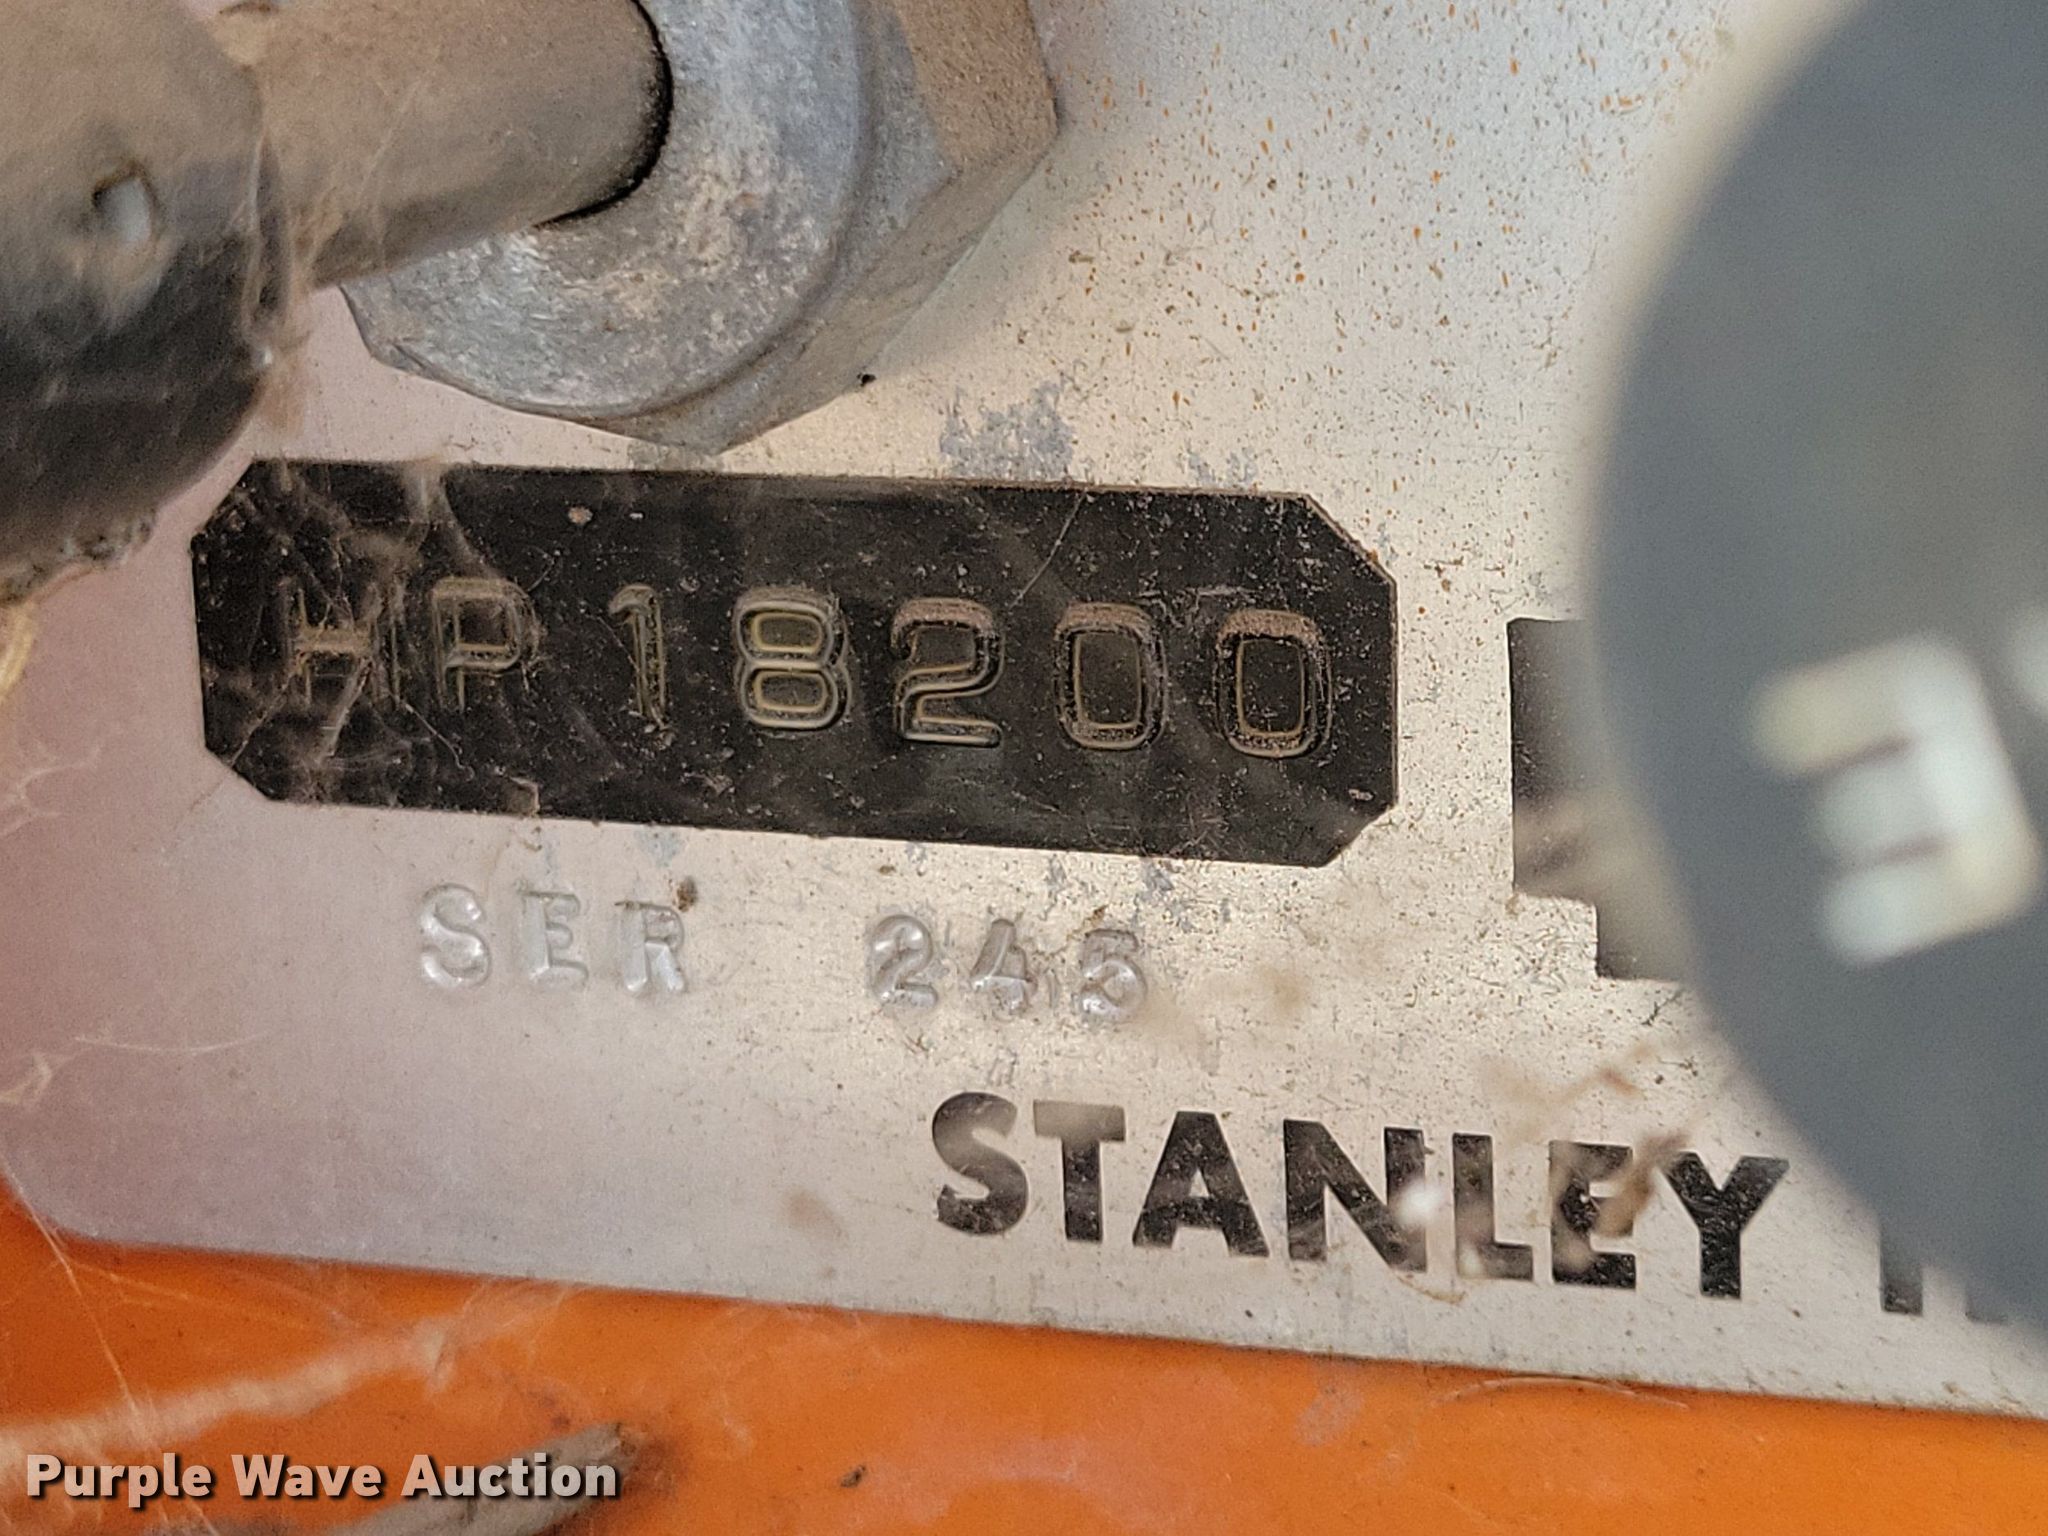 HP18200
SER 245
STANLEY
Purple Wave Auction